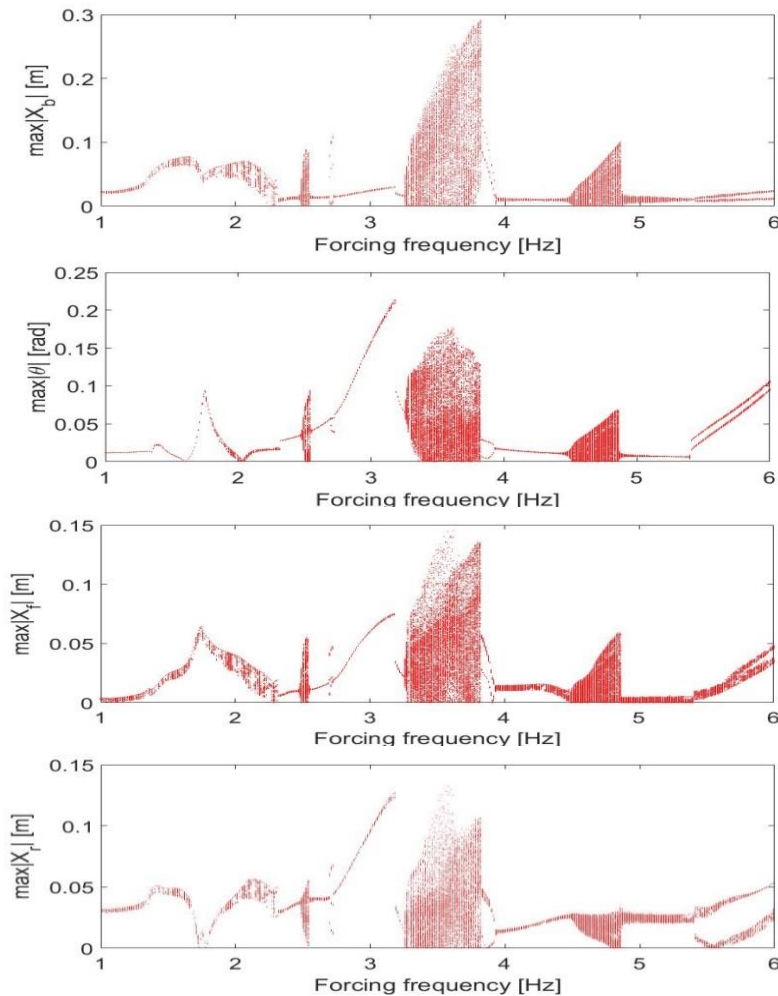 max|X_b| [m]
0.3
0.2
0.1
0
1 2 3 4 5 6
Forcing frequency [Hz]
max|θ| [rad]
0.25
0.2
0.15
0.1
0.05
0
1 2 3 4 5 6
Forcing frequency [Hz]
max|X_f| [m]
0.15
0.1
0.05
0
1 2 3 4 5 6
Forcing frequency [Hz]
max|X_r| [m]
0.15
0.1
0.05
0
1 2 3 4 5 6
Forcing frequency [Hz]